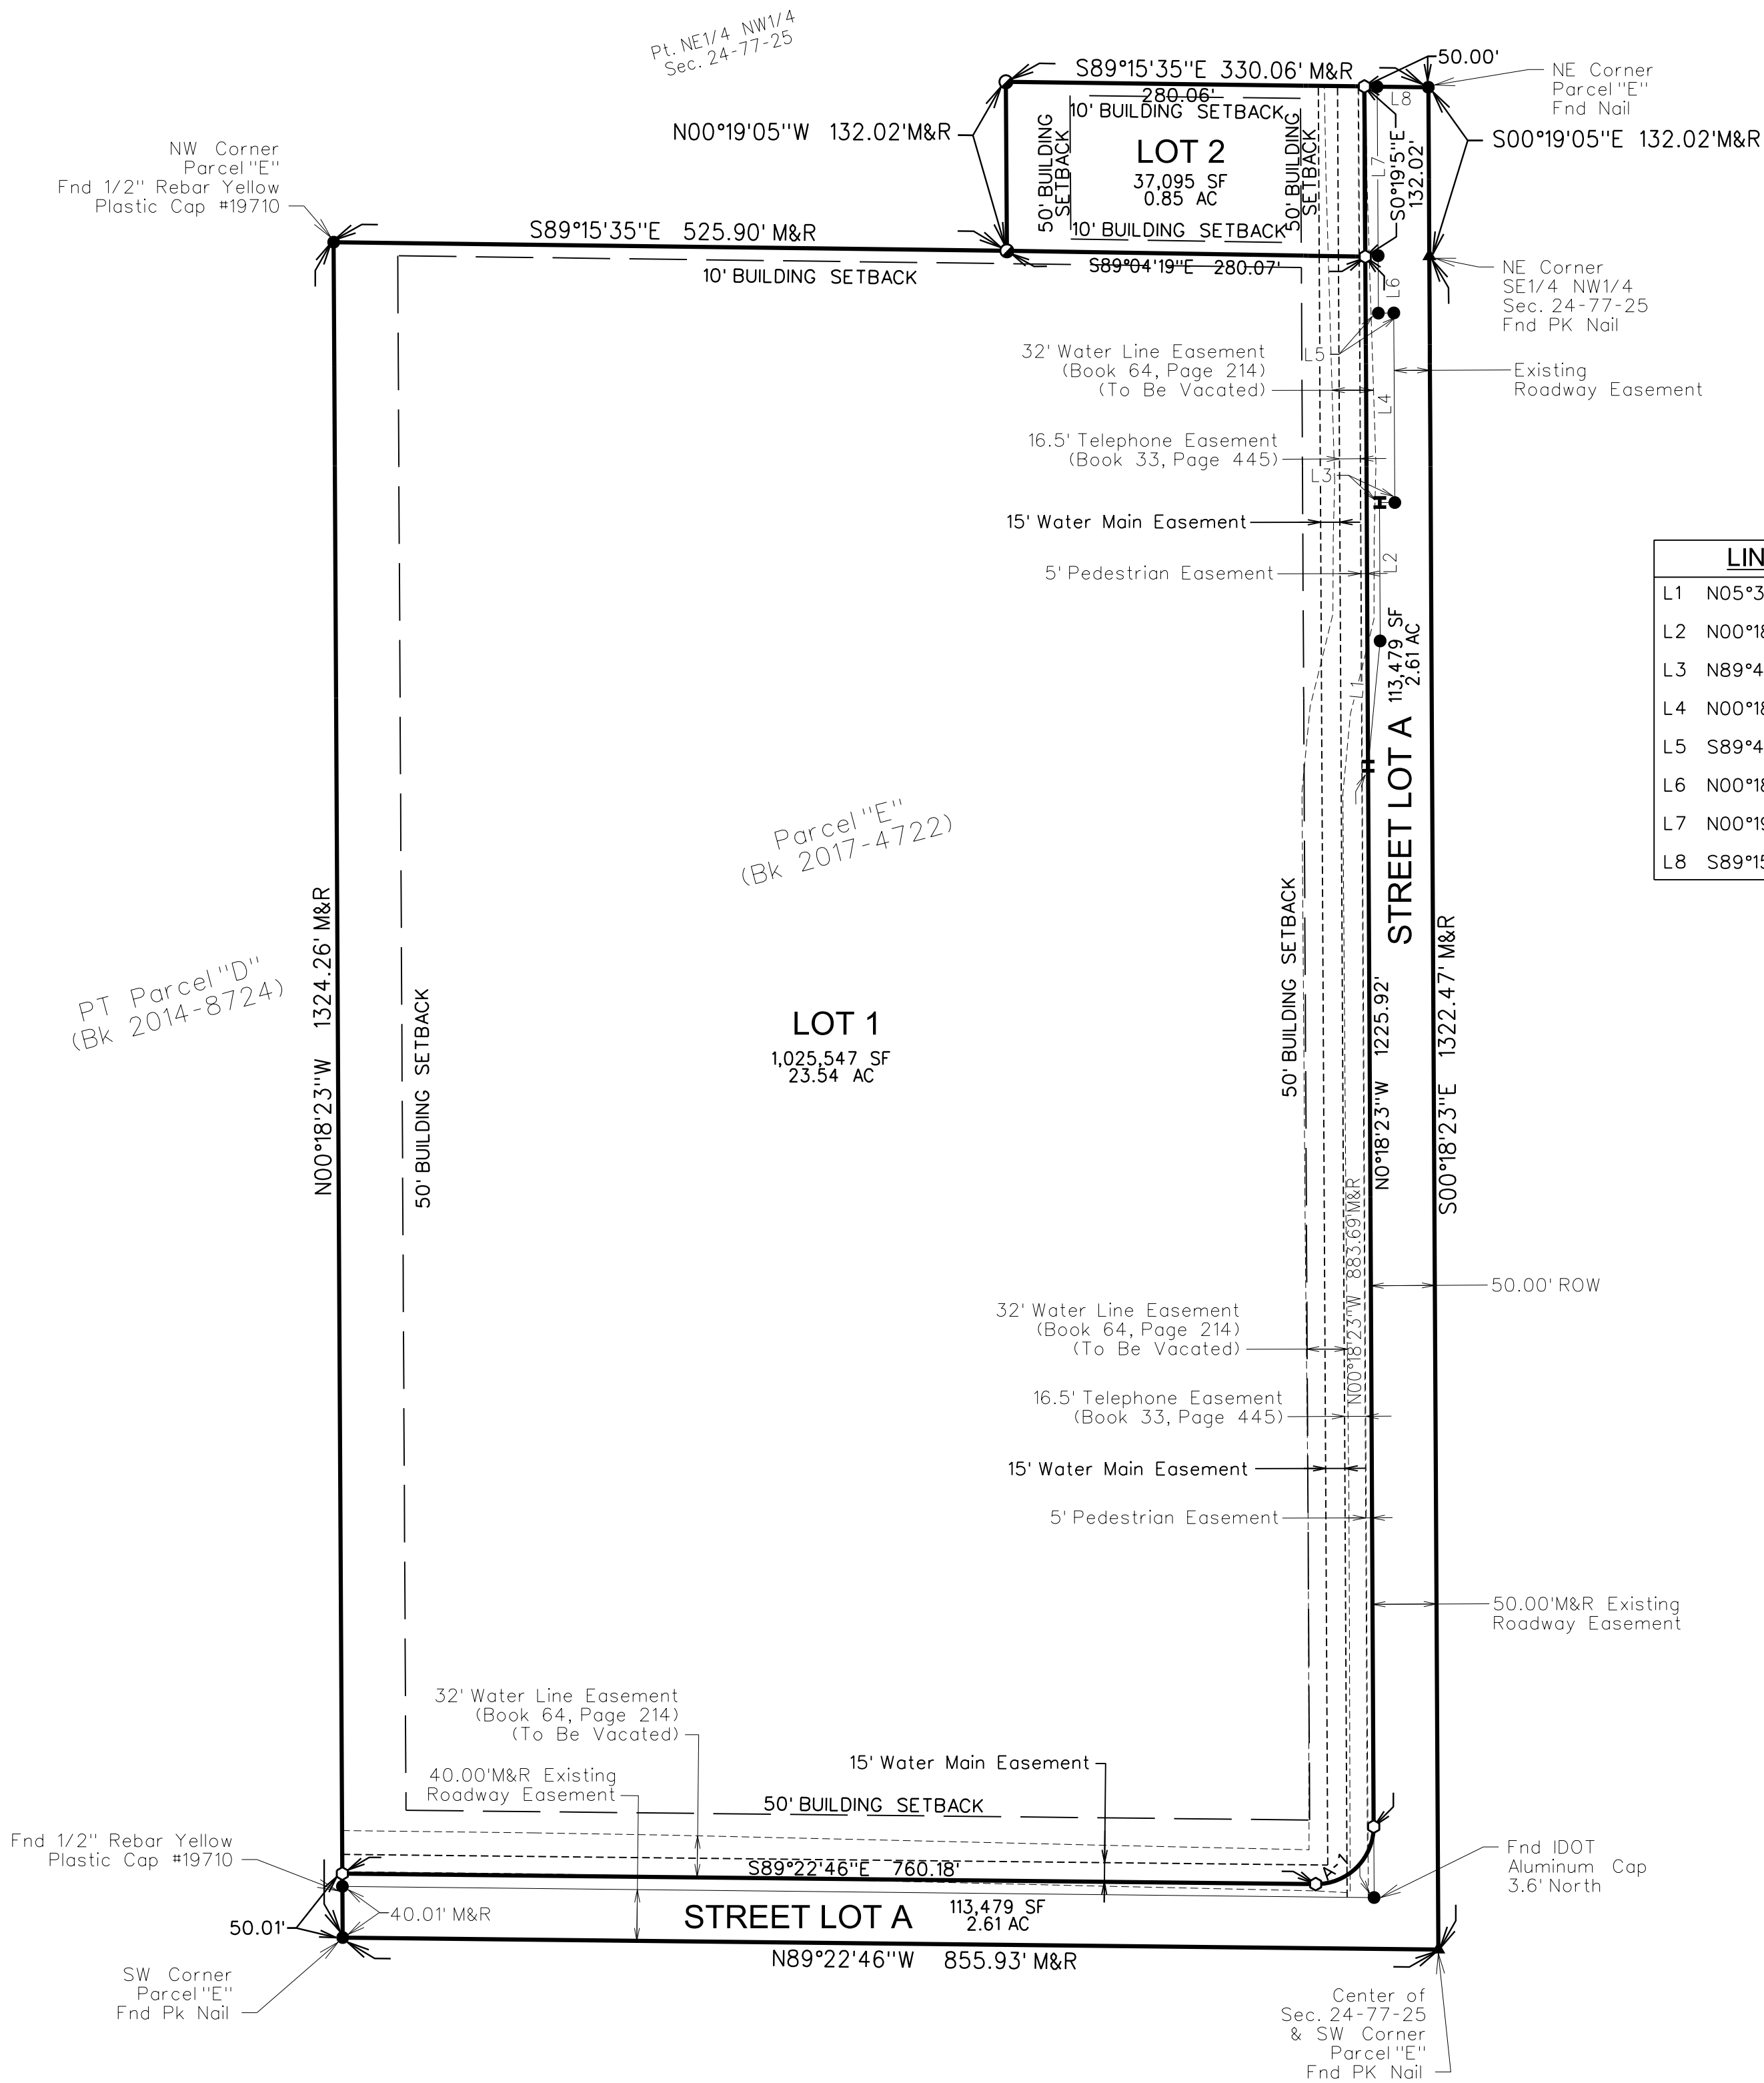 Pt. NE1/4 NW1/4
Sec. 24-77-25
S89°15'35"E 330.06' M&R
50.00'
NE Corner
Parcel "E"
Fnd Nail
280.06'
10' BUILDING SETBACK
L8
N00°19'05"W 132.02'M&R
S00°19'05"E 132.02'M&R
NW Corner
Parcel "E"
Fnd 1/2" Rebar Yellow
Plastic Cap #19710
50' BUILDING
SETBACK
LOT 2
37,095 SF
0.85 AC
50' BUILDING
SETBACK
L7
S0°19'5"E
132.02'
10' BUILDING SETBACK
S89°15'35"E 525.90' M&R
S89°04'19"E 280.07'
10' BUILDING SETBACK
NE Corner
SE1/4 NW1/4
Sec. 24-77-25
Fnd PK Nail
L6
32' Water Line Easement
(Book 64, Page 214)
(To Be Vacated)
L5
Existing
Roadway Easement
L4
16.5' Telephone Easement
(Book 33, Page 445)
L3
15' Water Main Easement
5' Pedestrian Easement
L2
LIN
L1 N05°3
L2 N00°18
L3 N89°4
L4 N00°18
L5 S89°4
L6 N00°18
L7 N00°19
L8 S89°15
L1
113,479 SF
2.61 AC
STREET LOT A
Parcel "E"
(Bk 2017-4722)
PT Parcel "D"
(Bk 2014-8724)
N00°18'23"W 1324.26' M&R
50' BUILDING SETBACK
LOT 1
1,025,547 SF
23.54 AC
50' BUILDING SETBACK
N0°18'23"W 1225.92'
S00°18'23"E 1322.47' M&R
N00°18'23"W 883.69'M&R
50.00' ROW
32' Water Line Easement
(Book 64, Page 214)
(To Be Vacated)
16.5' Telephone Easement
(Book 33, Page 445)
15' Water Main Easement
5' Pedestrian Easement
50.00'M&R Existing
Roadway Easement
32' Water Line Easement
(Book 64, Page 214)
(To Be Vacated)
15' Water Main Easement
40.00'M&R Existing
Roadway Easement
50' BUILDING SETBACK
Fnd 1/2" Rebar Yellow
Plastic Cap #19710
S89°22'46"E 760.18'
A-1
Fnd IDOT
Aluminum Cap
3.6' North
50.01'
40.01' M&R
STREET LOT A
113,479 SF
2.61 AC
N89°22'46"W 855.93' M&R
SW Corner
Parcel "E"
Fnd Pk Nail
Center of
Sec. 24-77-25
& SW Corner
Parcel "E"
Fnd PK Nail